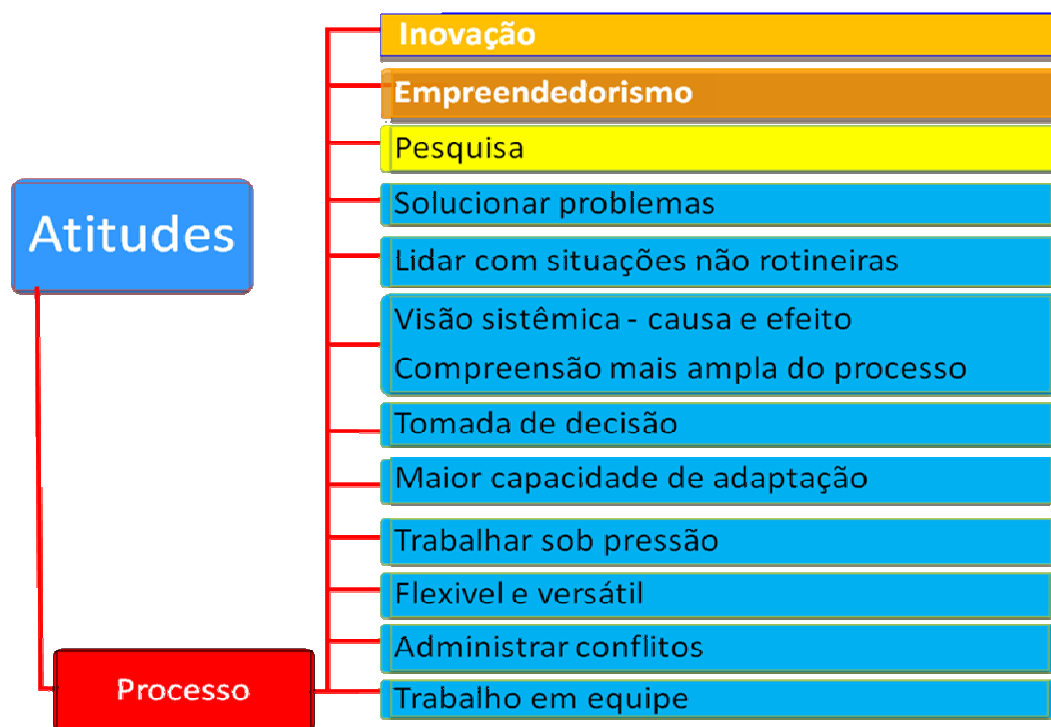 Atitudes
Processo
Inovação
Empreendedorismo
Pesquisa
Solucionar problemas
Lidar com situações não rotineiras
Visão sistêmica - causa e efeito
Compreensão mais ampla do processo
Tomada de decisão
Maior capacidade de adaptação
Trabalhar sob pressão
Flexivel e versátil
Administrar conflitos
Trabalho em equipe